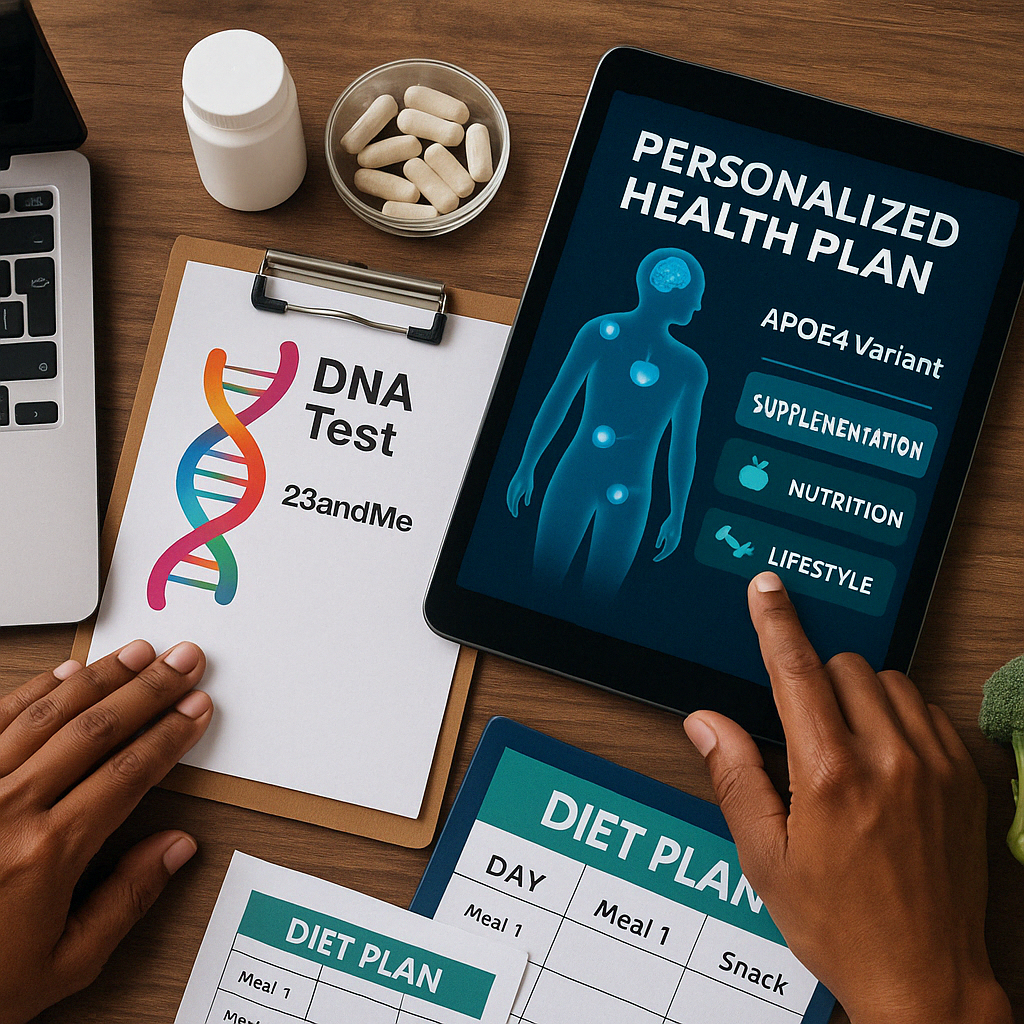 PERSONALIZED
HEALTH PLAN
APOE4 Variant
SUPPLENENTATION
NUTRITION
LIFESTYLE
DNA
Test
23andMe
DIET PLAN
DAY
Meal 1
Snack
Meal 1
DIET PLAN
Meal 1